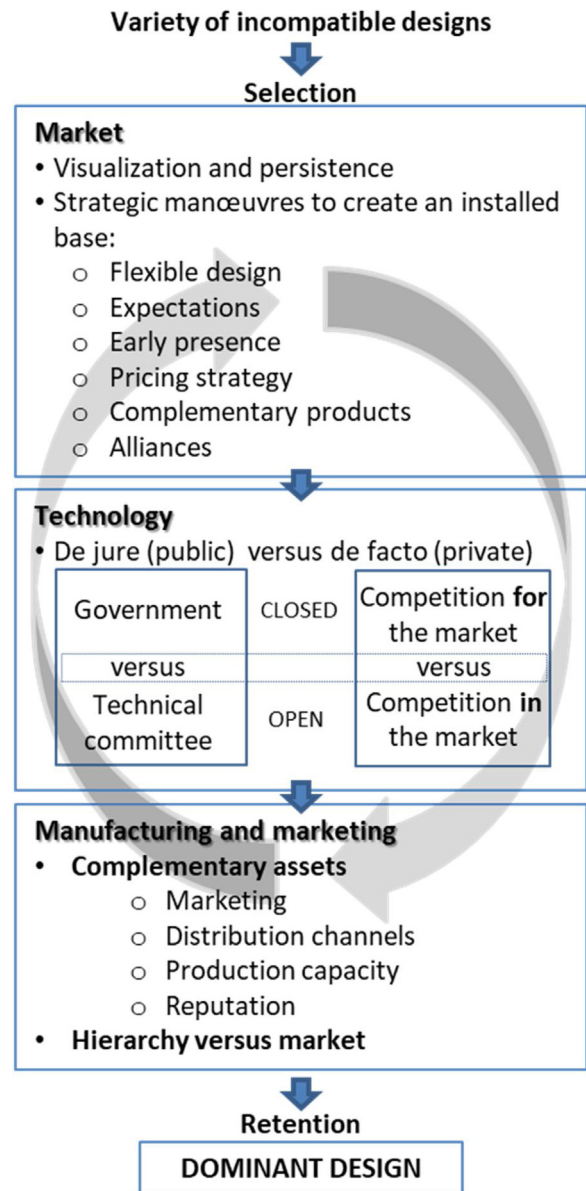 Variety of incompatible designs
Selection
Market
• Visualization and persistence
• Strategic manœuvres to create an installed
base:
o Flexible design
o Expectations
o Early presence
o Pricing strategy
o Complementary products
o Alliances
Technology
• De jure (public) versus de facto (private)
Government
CLOSED
Competition for
the market
versus
versus
Technical
committee
OPEN
Competition in
the market
Manufacturing and marketing
• Complementary assets
o Marketing
o Distribution channels
o Production capacity
o Reputation
• Hierarchy versus market
Retention
DOMINANT DESIGN